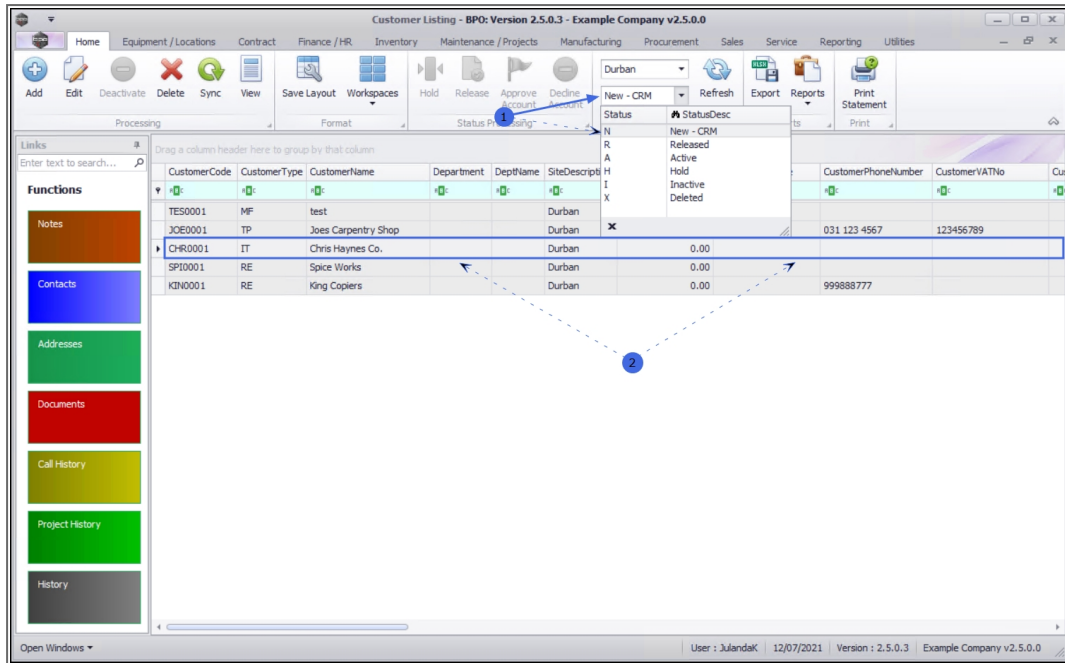 Customer Listing - BPO: Version 2.5.0.3 - Example Company v2.5.0.0
Home Equipment / Locations Contract Finance / HR Inventory Maintenance / Projects Manufacturing Procurement Sales Service Reporting Utilities
Add Edit Deactivate Delete Sync View Save Layout Workspaces Hold Release Approve Account Decline Account
Durban
New - CRM
Refresh Export Reports Print Statement
Processing Format Status Processing Print
1
Status StatusDesc
N New - CRM
R Released
A Active
H Hold
I Inactive
X Deleted
Links
Enter text to search...
Functions
Notes
Contacts
Addresses
Documents
Call History
Project History
History
Drag a column header here to group by that column
CustomerCode CustomerType CustomerName Department DeptName SiteDescripti CustomerPhoneNumber CustomerVATNo Cus
TES0001 MF test Durban
JOE0001 TP Joes Carpentry Shop Durban 031 123 4567 123456789
CHR0001 IT Chris Haynes Co. Durban 0.00
SPI0001 RE Spice Works Durban 0.00
KIN0001 RE King Copiers Durban 0.00 999888777
2
Open Windows
User : JulandaK 12/07/2021 Version : 2.5.0.3 Example Company v2.5.0.0